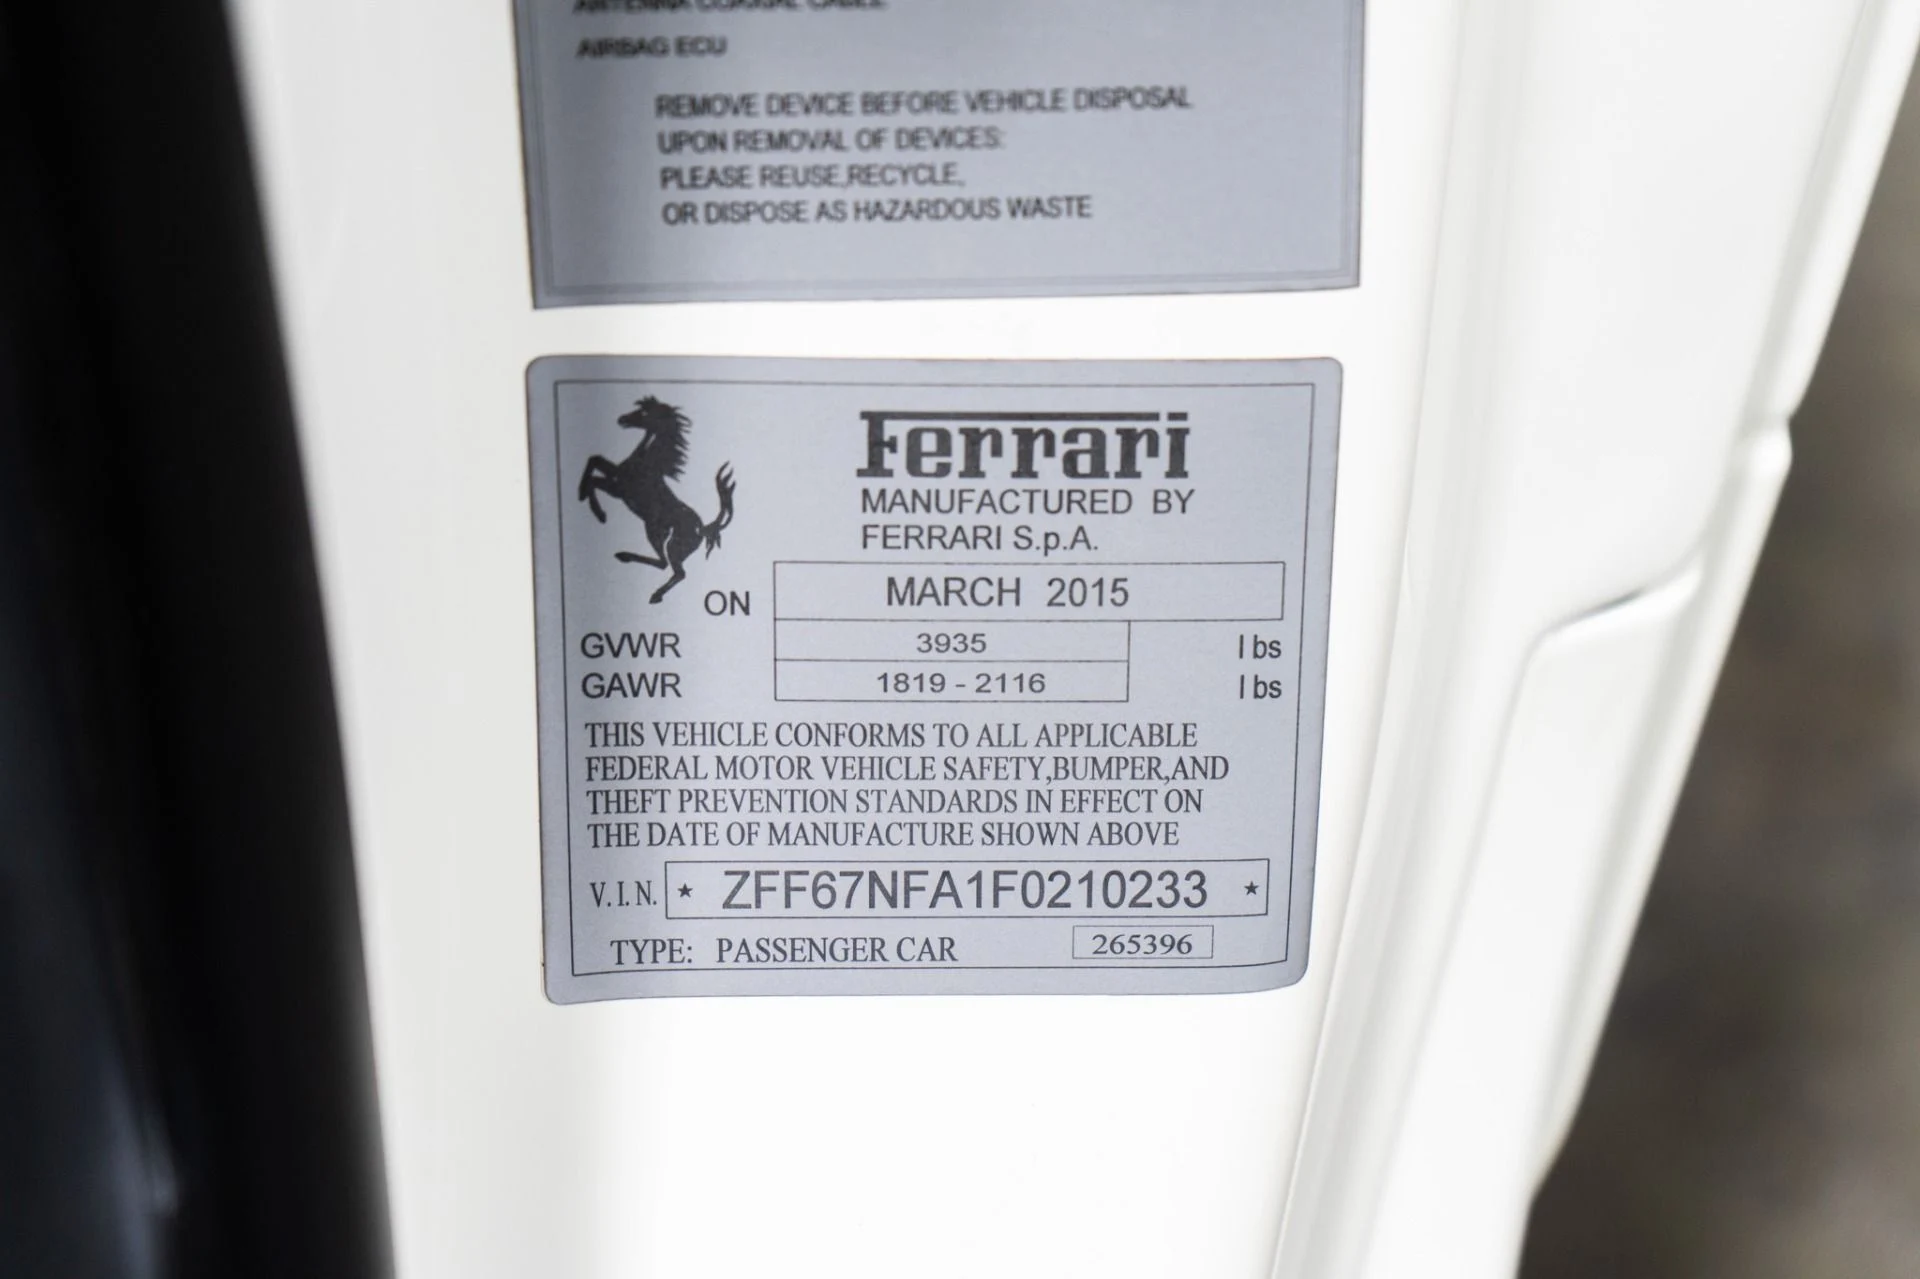 ANTENNA COAXIAL CABLE
AIRBAG ECU
REMOVE DEVICE BEFORE VEHICLE DISPOSAL
UPON REMOVAL OF DEVICES:
PLEASE REUSE,RECYCLE,
OR DISPOSE AS HAZARDOUS WASTE
Ferrari
MANUFACTURED BY
FERRARI S.p.A.
ON MARCH 2015
GVWR 3935 lbs
GAWR 1819 - 2116 lbs
THIS VEHICLE CONFORMS TO ALL APPLICABLE
FEDERAL MOTOR VEHICLE SAFETY,BUMPER,AND
THEFT PREVENTION STANDARDS IN EFFECT ON
THE DATE OF MANUFACTURE SHOWN ABOVE
V.I.N. ★ ZFF67NFA1F0210233 ★
TYPE: PASSENGER CAR 265396